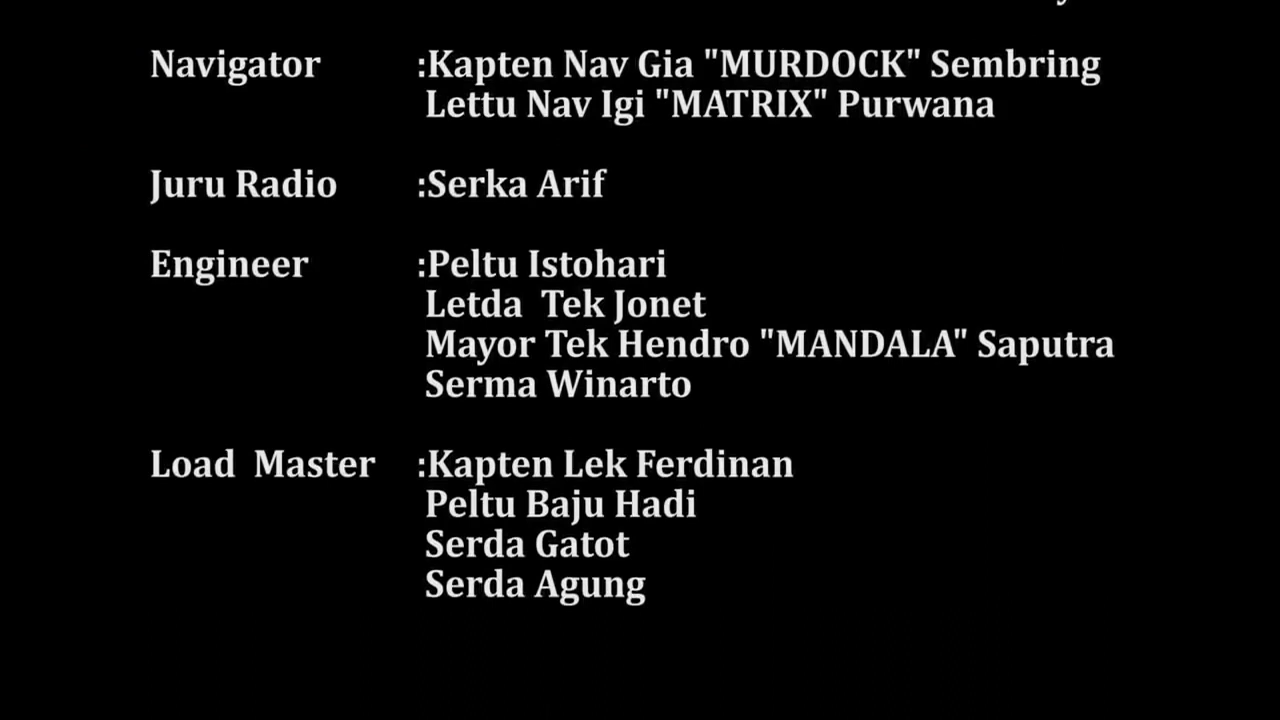 Navigator :Kapten Nav Gia "MURDOCK" Sembring
Lettu Nav Igi "MATRIX" Purwana
Juru Radio :Serka Arif
Engineer :Peltu Istohari
Letda Tek Jonet
Mayor Tek Hendro "MANDALA" Saputra
Serma Winarto
Load Master :Kapten Lek Ferdinan
Peltu Baju Hadi
Serda Gatot
Serda Agung